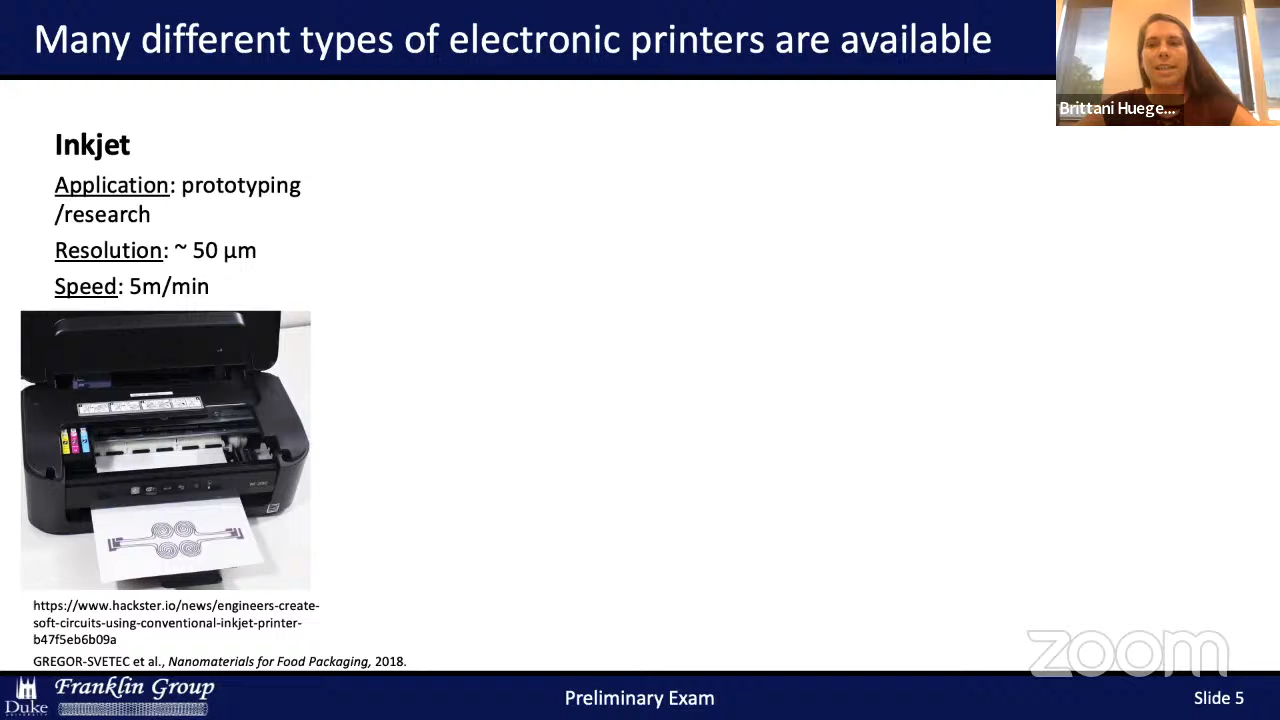 Many different types of electronic printers are available
Brittani Huege...
Inkjet
Application: prototyping
/research
Resolution: ~ 50 µm
Speed: 5m/min
https://www.hackster.io/news/engineers-create-
soft-circuits-using-conventional-inkjet-printer-
b47f5eb6b09a
GREGOR-SVETEC et al., Nanomaterials for Food Packaging, 2018.
zoom
Duke
Franklin Group
Preliminary Exam
Slide 5